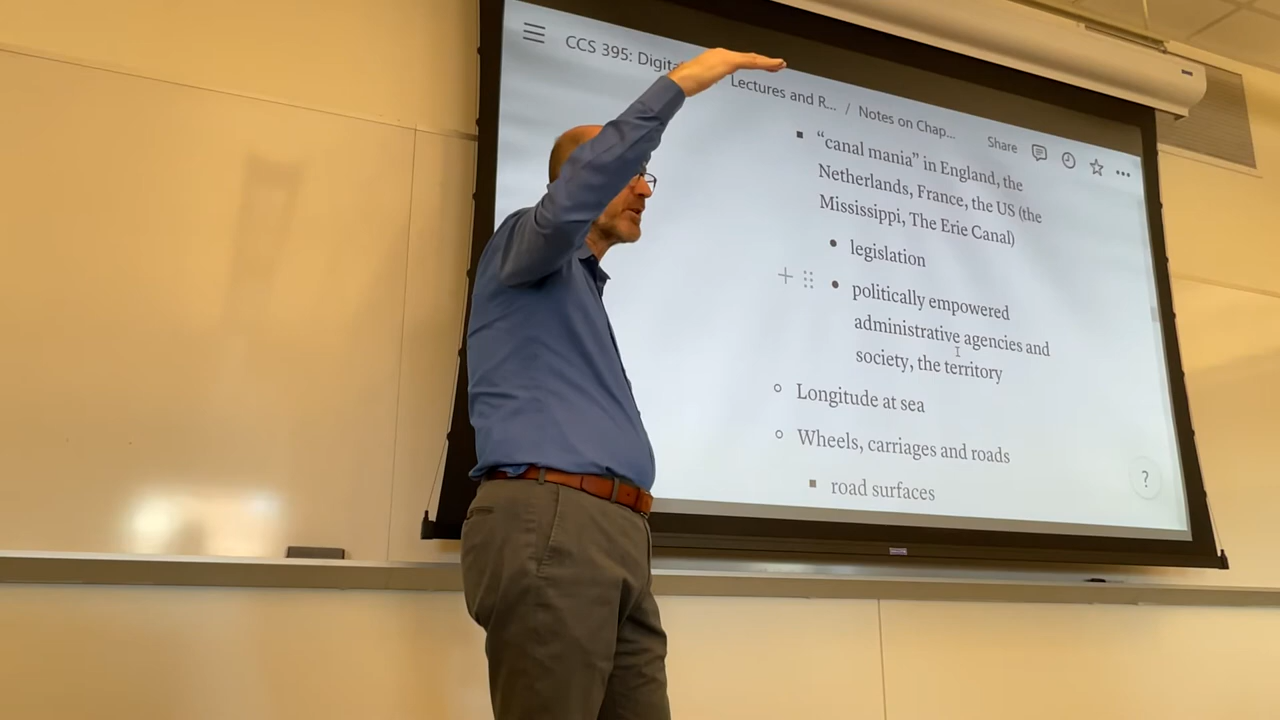 CCS 395: Digita
Lectures and R... / Notes on Chap...
Share
“canal mania” in England, the
Netherlands, France, the US (the
Mississippi, The Erie Canal)
legislation
politically empowered
administrative agencies and
society, the territory
Longitude at sea
Wheels, carriages and roads
road surfaces
?